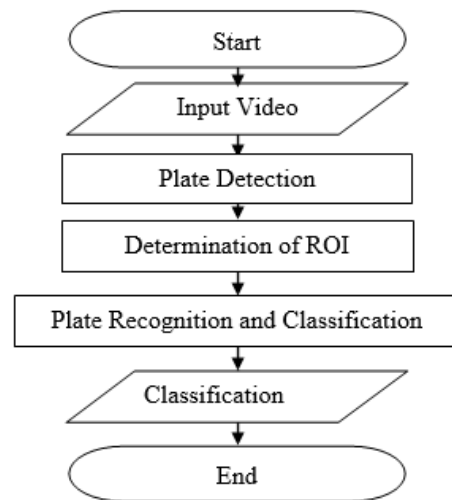 Start
Input Video
Plate Detection
Determination of ROI
Plate Recognition and Classification
Classification
End